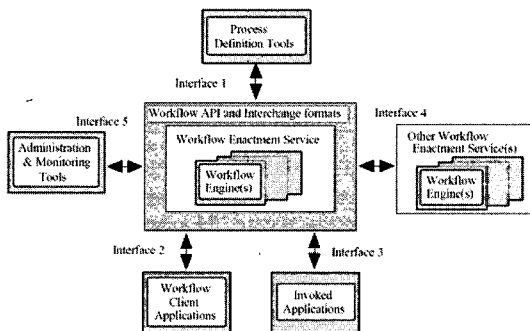 Process
Definition Tools
Interface 1
Workflow API and Interchange formats
Interface 5
Interface 4
Workflow Enactment Service
Administration
& Monitoring
Tools
Workflow
Engine(s)
Other Workflow
Enactment Service(s)
Workflow
Engine(s)
Interface 2
Interface 3
Workflow
Client
Applications
Invoked
Applications